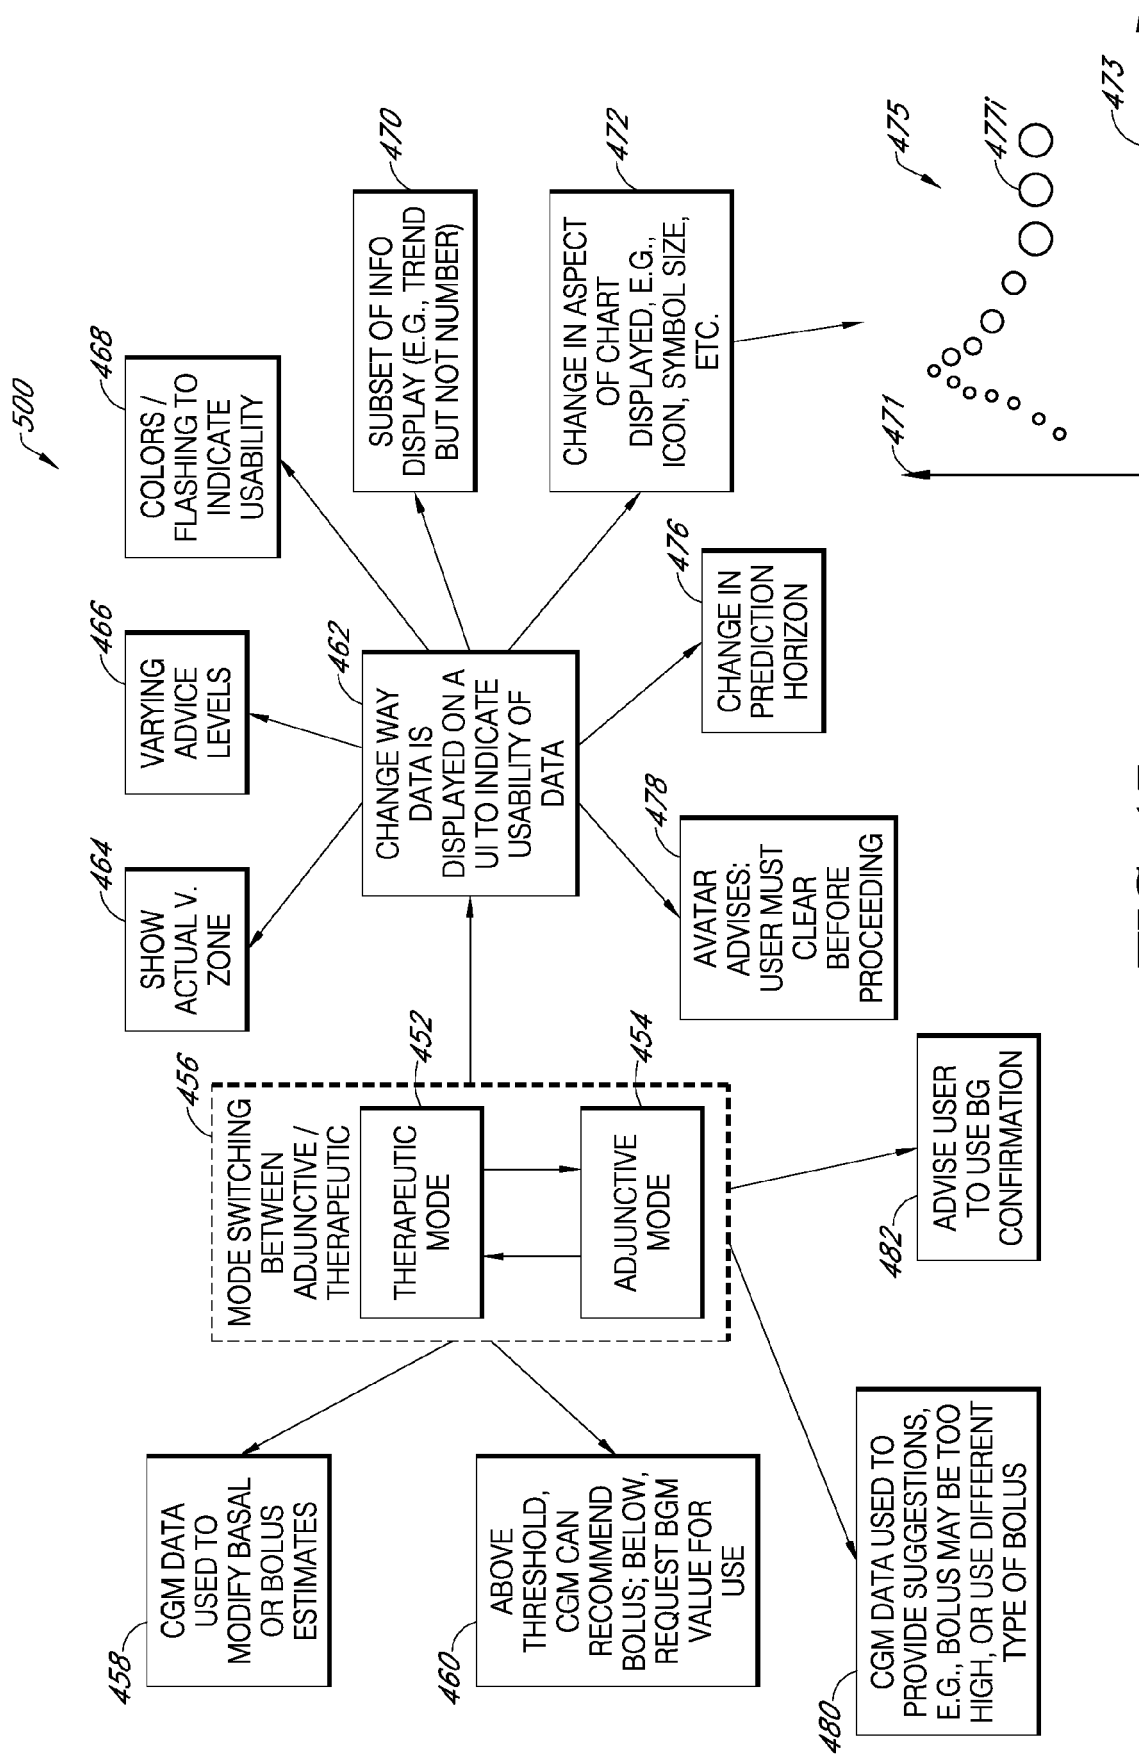 500
468
COLORS /
FLASHING TO
INDICATE
USABILITY
470
SUBSET OF INFO
DISPLAY (E.G., TREND
BUT NOT NUMBER)
472
CHANGE IN ASPECT
OF CHART
DISPLAYED, E.G.,
ICON, SYMBOL SIZE,
ETC.
475
477i
473
471
466
VARYING
ADVICE
LEVELS
462
CHANGE WAY
DATA IS
DISPLAYED ON A
UI TO INDICATE
USABILITY OF
DATA
476
CHANGE IN
PREDICTION
HORIZON
464
SHOW
ACTUAL V.
ZONE
478
AVATAR
ADVISES:
USER MUST
CLEAR
BEFORE
PROCEEDING
456
MODE SWITCHING
BETWEEN
ADJUNCTIVE /
THERAPEUTIC
452
THERAPEUTIC
MODE
454
ADJUNCTIVE
MODE
482
ADVISE USER
TO USE BG
CONFIRMATION
458
CGM DATA
USED TO
MODIFY BASAL
OR BOLUS
ESTIMATES
460
ABOVE
THRESHOLD,
CGM CAN
RECOMMEND
BOLUS; BELOW,
REQUEST BGM
VALUE FOR
USE
480
CGM DATA USED TO
PROVIDE SUGGESTIONS,
E.G., BOLUS MAY BE TOO
HIGH, OR USE DIFFERENT
TYPE OF BOLUS